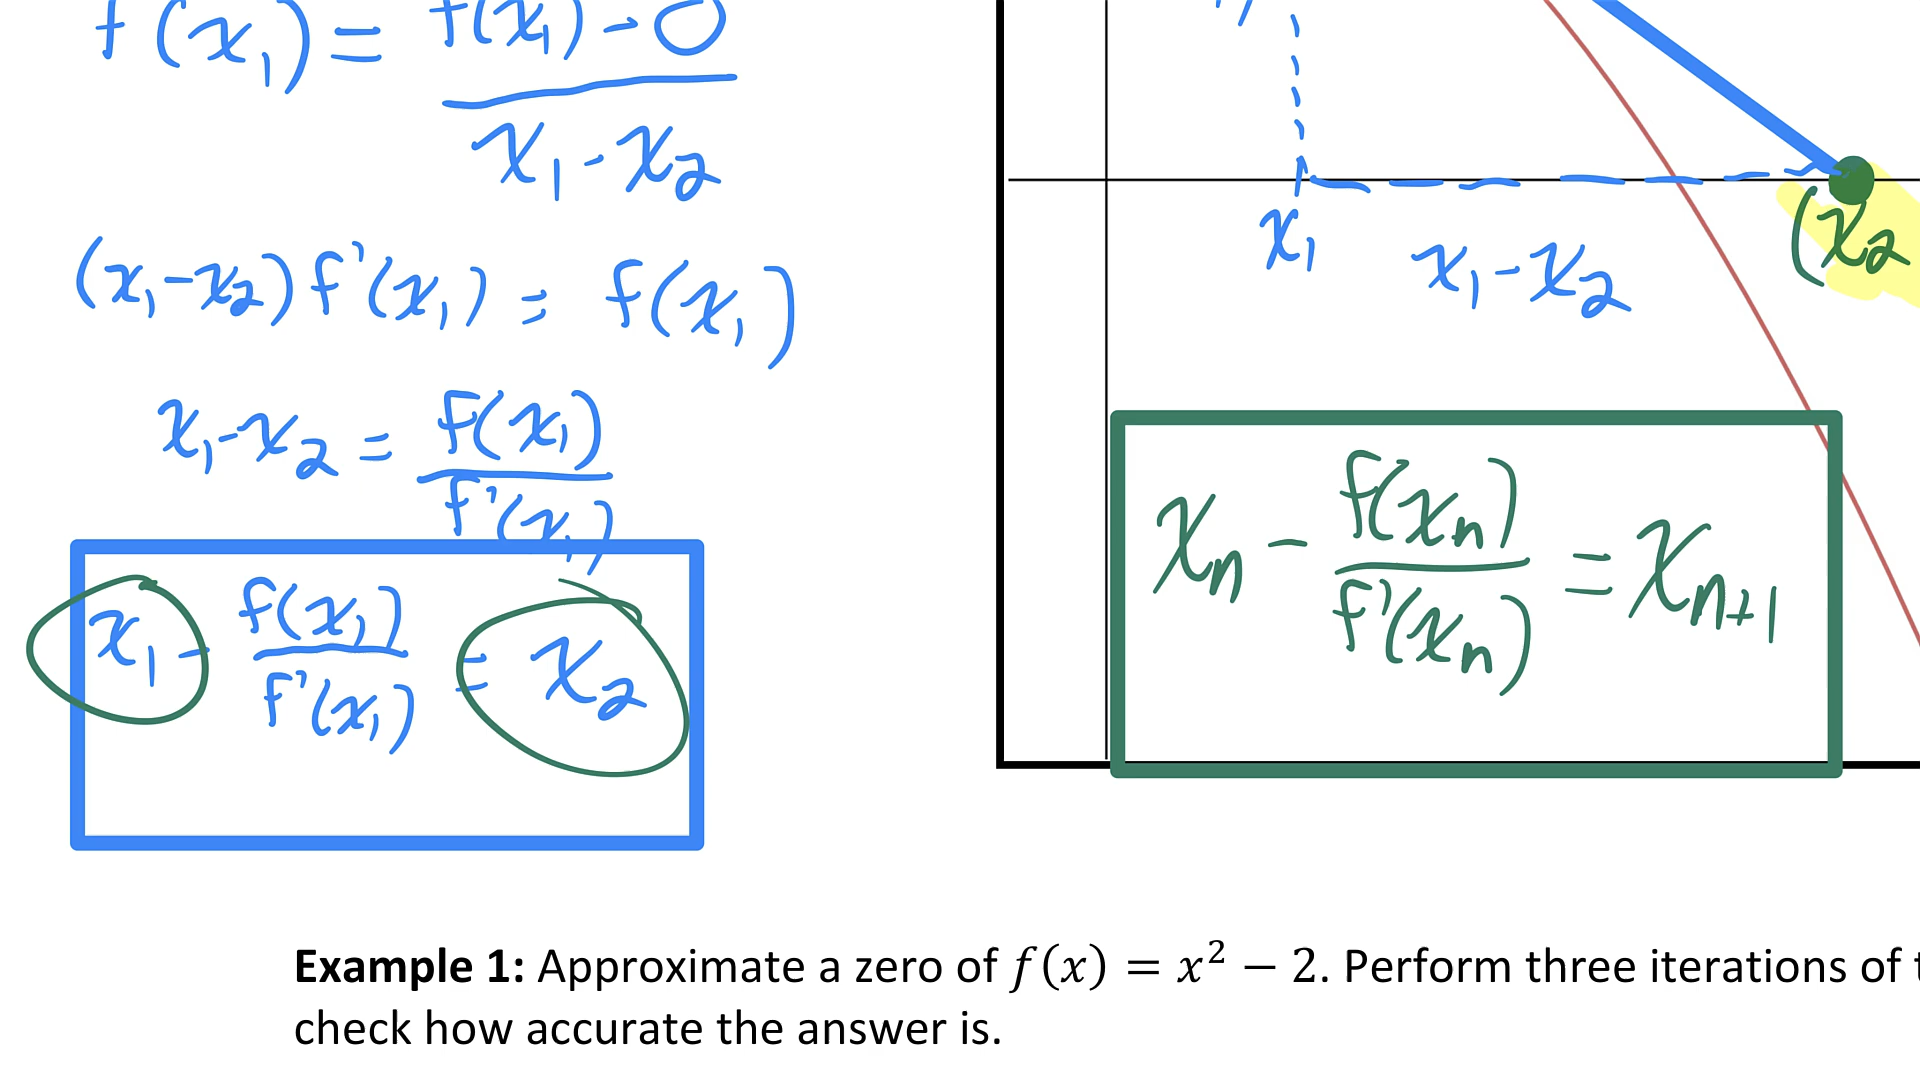 f'(x₁) = (f(x₁) - 0) / (x₁ - x₂)
(x₁ - x₂) f'(x₁) = f(x₁)
x₁ - x₂ = f(x₁) / f'(x₁)
x₁ - f(x₁) / f'(x₁) = x₂
x₁
x₁ - x₂
(x₂
xₙ - f(xₙ) / f'(xₙ) = xₙ₊₁
Example 1: Approximate a zero of f(x) = x² − 2. Perform three iterations of
check how accurate the answer is.